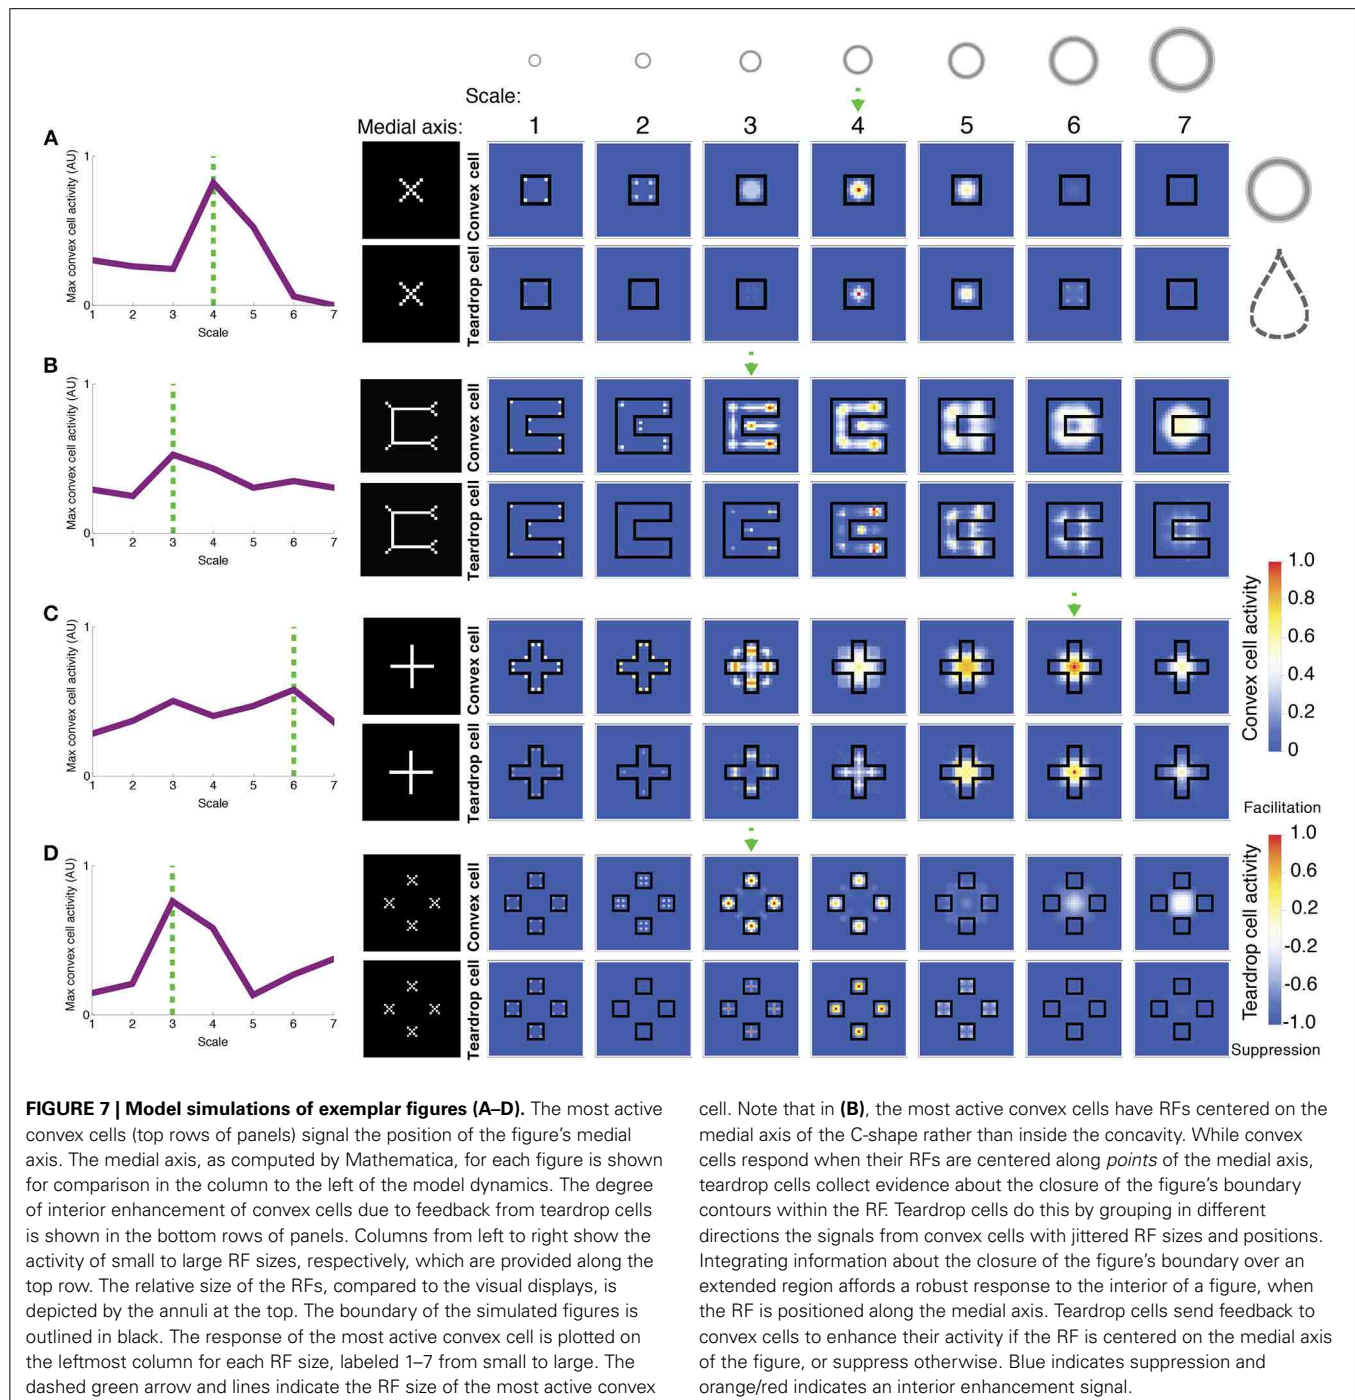 Scale:
Medial axis: 1 2 3 4 5 6 7
A
Max convex cell activity (AU)
1
0
1 2 3 4 5 6 7
Scale
Convex cell
Teardrop cell
B
Max convex cell activity (AU)
1
0
1 2 3 4 5 6 7
Scale
Convex cell
Teardrop cell
C
Max convex cell activity (AU)
1
0
1 2 3 4 5 6 7
Scale
Convex cell
Teardrop cell
D
Max convex cell activity (AU)
1
0
1 2 3 4 5 6 7
Scale
Convex cell
Teardrop cell
Convex cell activity
1.0
0.8
0.6
0.4
0.2
0
Facilitation
Teardrop cell activity
1.0
0.6
0.2
-0.2
-0.6
-1.0
Suppression
FIGURE 7 | Model simulations of exemplar figures (A–D). The most active
convex cells (top rows of panels) signal the position of the figure's medial
axis. The medial axis, as computed by Mathematica, for each figure is shown
for comparison in the column to the left of the model dynamics. The degree
of interior enhancement of convex cells due to feedback from teardrop cells
is shown in the bottom rows of panels. Columns from left to right show the
activity of small to large RF sizes, respectively, which are provided along the
top row. The relative size of the RFs, compared to the visual displays, is
depicted by the annuli at the top. The boundary of the simulated figures is
outlined in black. The response of the most active convex cell is plotted on
the leftmost column for each RF size, labeled 1–7 from small to large. The
dashed green arrow and lines indicate the RF size of the most active convex
cell. Note that in (B), the most active convex cells have RFs centered on the
medial axis of the C-shape rather than inside the concavity. While convex
cells respond when their RFs are centered along points of the medial axis,
teardrop cells collect evidence about the closure of the figure's boundary
contours within the RF. Teardrop cells do this by grouping in different
directions the signals from convex cells with jittered RF sizes and positions.
Integrating information about the closure of the figure's boundary over an
extended region affords a robust response to the interior of a figure, when
the RF is positioned along the medial axis. Teardrop cells send feedback to
convex cells to enhance their activity if the RF is centered on the medial axis
of the figure, or suppress otherwise. Blue indicates suppression and
orange/red indicates an interior enhancement signal.